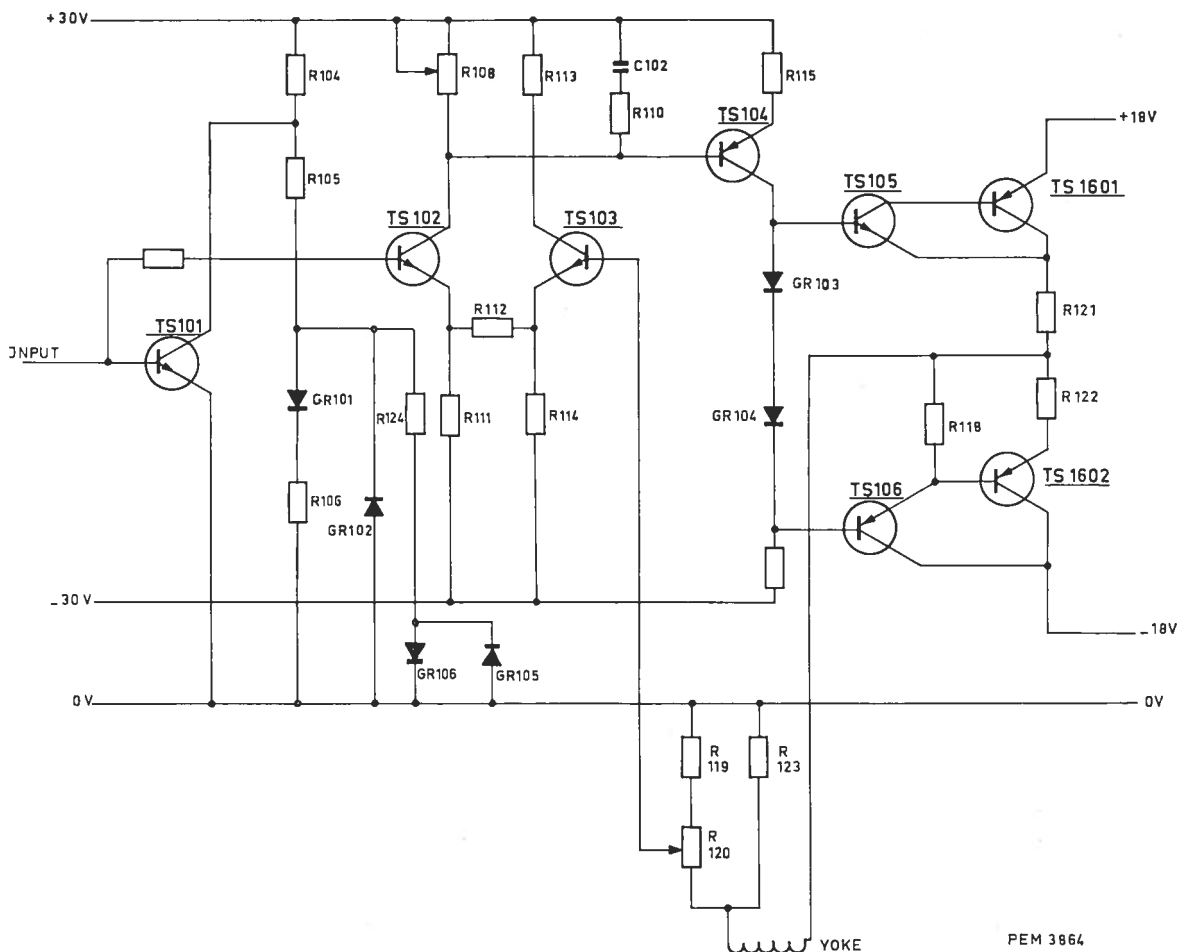 +30V
R104
R108
R113
C102
R110
R115
TS104
+18V
R105
TS105
TS1601
TS102
TS103
GR103
R112
R121
TS101
JNPUT
GR101
R124
R111
R114
GR104
R118
R122
TS106
TS1602
R106
GR102
-30V
-18V
GR106
GR105
0V
0V
R
119
R
123
R
120
YOKE
PEM 3864